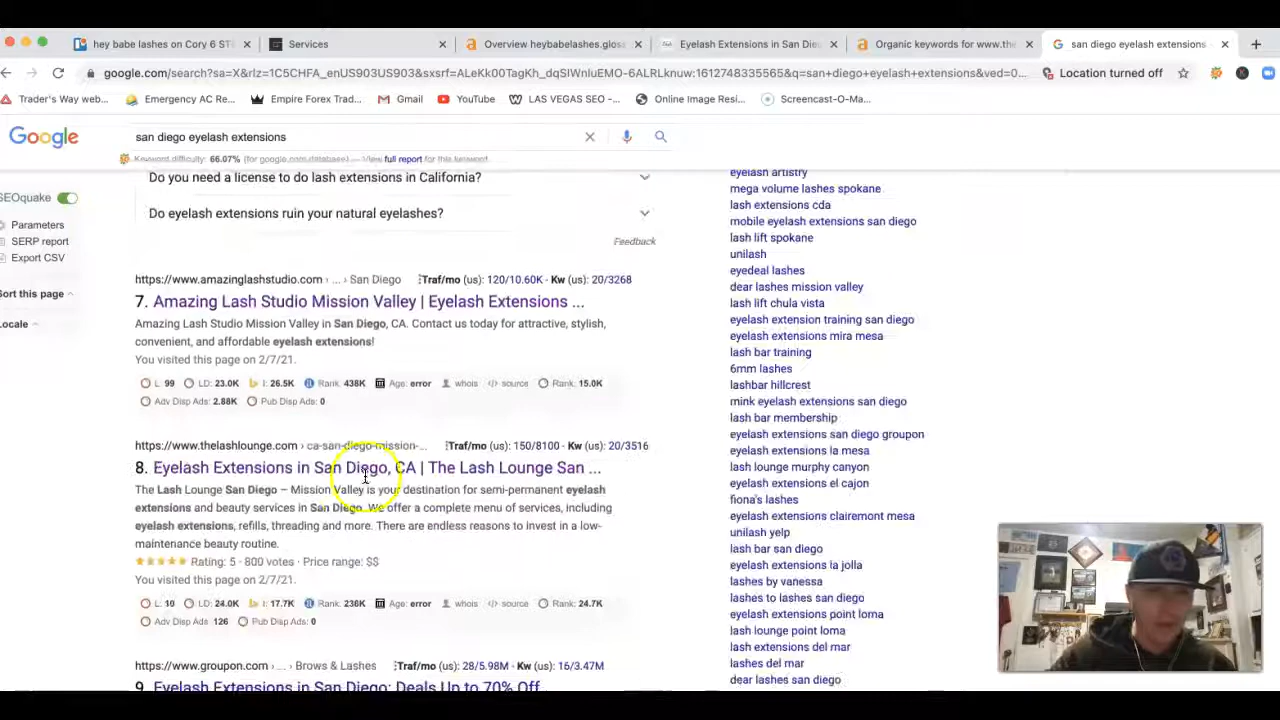 hey babe lashes on Cory 6 ST
Services
Overview heybabelashes.gloss
Eyelash Extensions in San Die
Organic keywords for www.the
san diego eyelash extensions
google.com/search?sa=X&rlz=1C5CHFA_enUS903US903&sxsrf=ALeKk00TagKh_dqSIWnIuEMO-6ALRLknuw:1612748335565&q=san+diego+eyelash+extensions&ved=0...
Location turned off
Trader's Way web...
Emergency AC Re...
Empire Forex Trad...
Gmail
YouTube
LAS VEGAS SEO -...
Online Image Resi...
Screencast-O-Ma...
Google
san diego eyelash extensions
Keyword difficulty: 66.07% (for google.com database) — View full report for this keyword.
SEOquake
Parameters
SERP report
Export CSV
Sort this page
Locale
Do you need a license to do lash extensions in California?
Do eyelash extensions ruin your natural eyelashes?
Feedback
https://www.amazinglashstudio.com › ... › San Diego Traf/mo (us): 120/10.60K - Kw (us): 20/3268
7. Amazing Lash Studio Mission Valley | Eyelash Extensions ...
Amazing Lash Studio Mission Valley in San Diego, CA. Contact us today for attractive, stylish,
convenient, and affordable eyelash extensions!
You visited this page on 2/7/21.
L: 99 LD: 23.0K I: 26.5K Rank: 438K Age: error whois source Rank: 15.0K
Adv Disp Ads: 2.88K Pub Disp Ads: 0
https://www.thelashlounge.com › ca-san-diego-mission-... Traf/mo (us): 150/8100 - Kw (us): 20/3516
8. Eyelash Extensions in San Diego, CA | The Lash Lounge San ...
The Lash Lounge San Diego – Mission Valley is your destination for semi-permanent eyelash
extensions and beauty services in San Diego. We offer a complete menu of services, including
eyelash extensions, refills, threading and more. There are endless reasons to invest in a low-
maintenance beauty routine.
Rating: 5 - 800 votes - Price range: $$
You visited this page on 2/7/21.
L: 10 LD: 24.0K I: 17.7K Rank: 236K Age: error whois source Rank: 24.7K
Adv Disp Ads: 126 Pub Disp Ads: 0
https://www.groupon.com › ... › Brows & Lashes Traf/mo (us): 28/5.98M - Kw (us): 16/3.47M
9. Eyelash Extensions in San Diego: Deals Up to 70% Off
eyelash artistry
mega volume lashes spokane
lash extensions cda
mobile eyelash extensions san diego
lash lift spokane
unilash
eyedeal lashes
dear lashes mission valley
lash lift chula vista
eyelash extension training san diego
eyelash extensions mira mesa
lash bar training
6mm lashes
lashbar hillcrest
mink eyelash extensions san diego
lash bar membership
eyelash extensions san diego groupon
eyelash extensions la mesa
lash lounge murphy canyon
eyelash extensions el cajon
fiona's lashes
eyelash extensions clairemont mesa
unilash yelp
lash bar san diego
eyelash extensions la jolla
lashes by vanessa
lashes to lashes san diego
eyelash extensions point loma
lash lounge point loma
lash extensions del mar
lashes del mar
dear lashes san diego